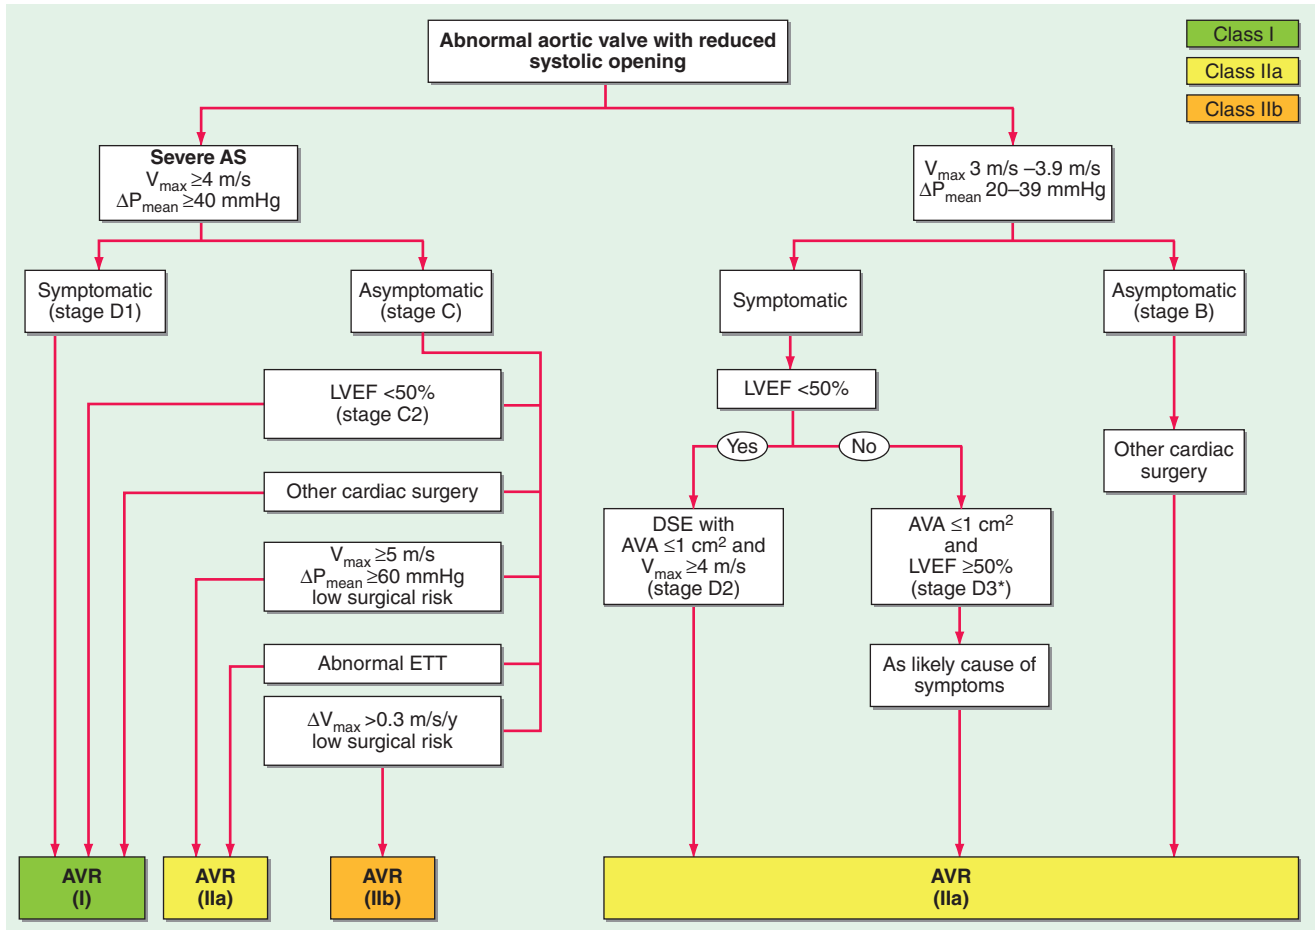 Abnormal aortic valve with reduced
systolic opening
Class I
Class IIa
Class IIb
Severe AS
Vmax ≥4 m/s
ΔPmean ≥40 mmHg
Vmax 3 m/s –3.9 m/s
ΔPmean 20–39 mmHg
Symptomatic
(stage D1)
Asymptomatic
(stage C)
Symptomatic
Asymptomatic
(stage B)
LVEF <50%
(stage C2)
Other cardiac surgery
Vmax ≥5 m/s
ΔPmean ≥60 mmHg
low surgical risk
Abnormal ETT
ΔVmax >0.3 m/s/y
low surgical risk
LVEF <50%
Yes
No
DSE with
AVA ≤1 cm²and
Vmax ≥4 m/s
(stage D2)
AVA ≤1 cm²
and
LVEF ≥50%
(stage D3*)
As likely cause of
symptoms
Other cardiac
surgery
AVR
(I)
AVR
(IIa)
AVR
(IIb)
AVR
(IIa)